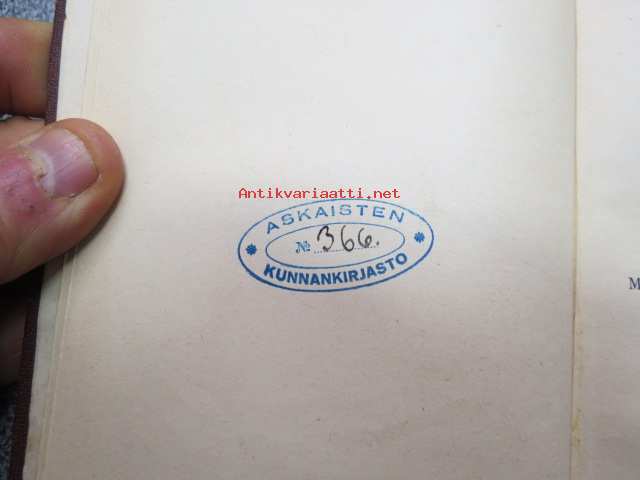 Antikvariaatti.net
ASKAISTEN
№ 366.
KUNNANKIRJASTO
M